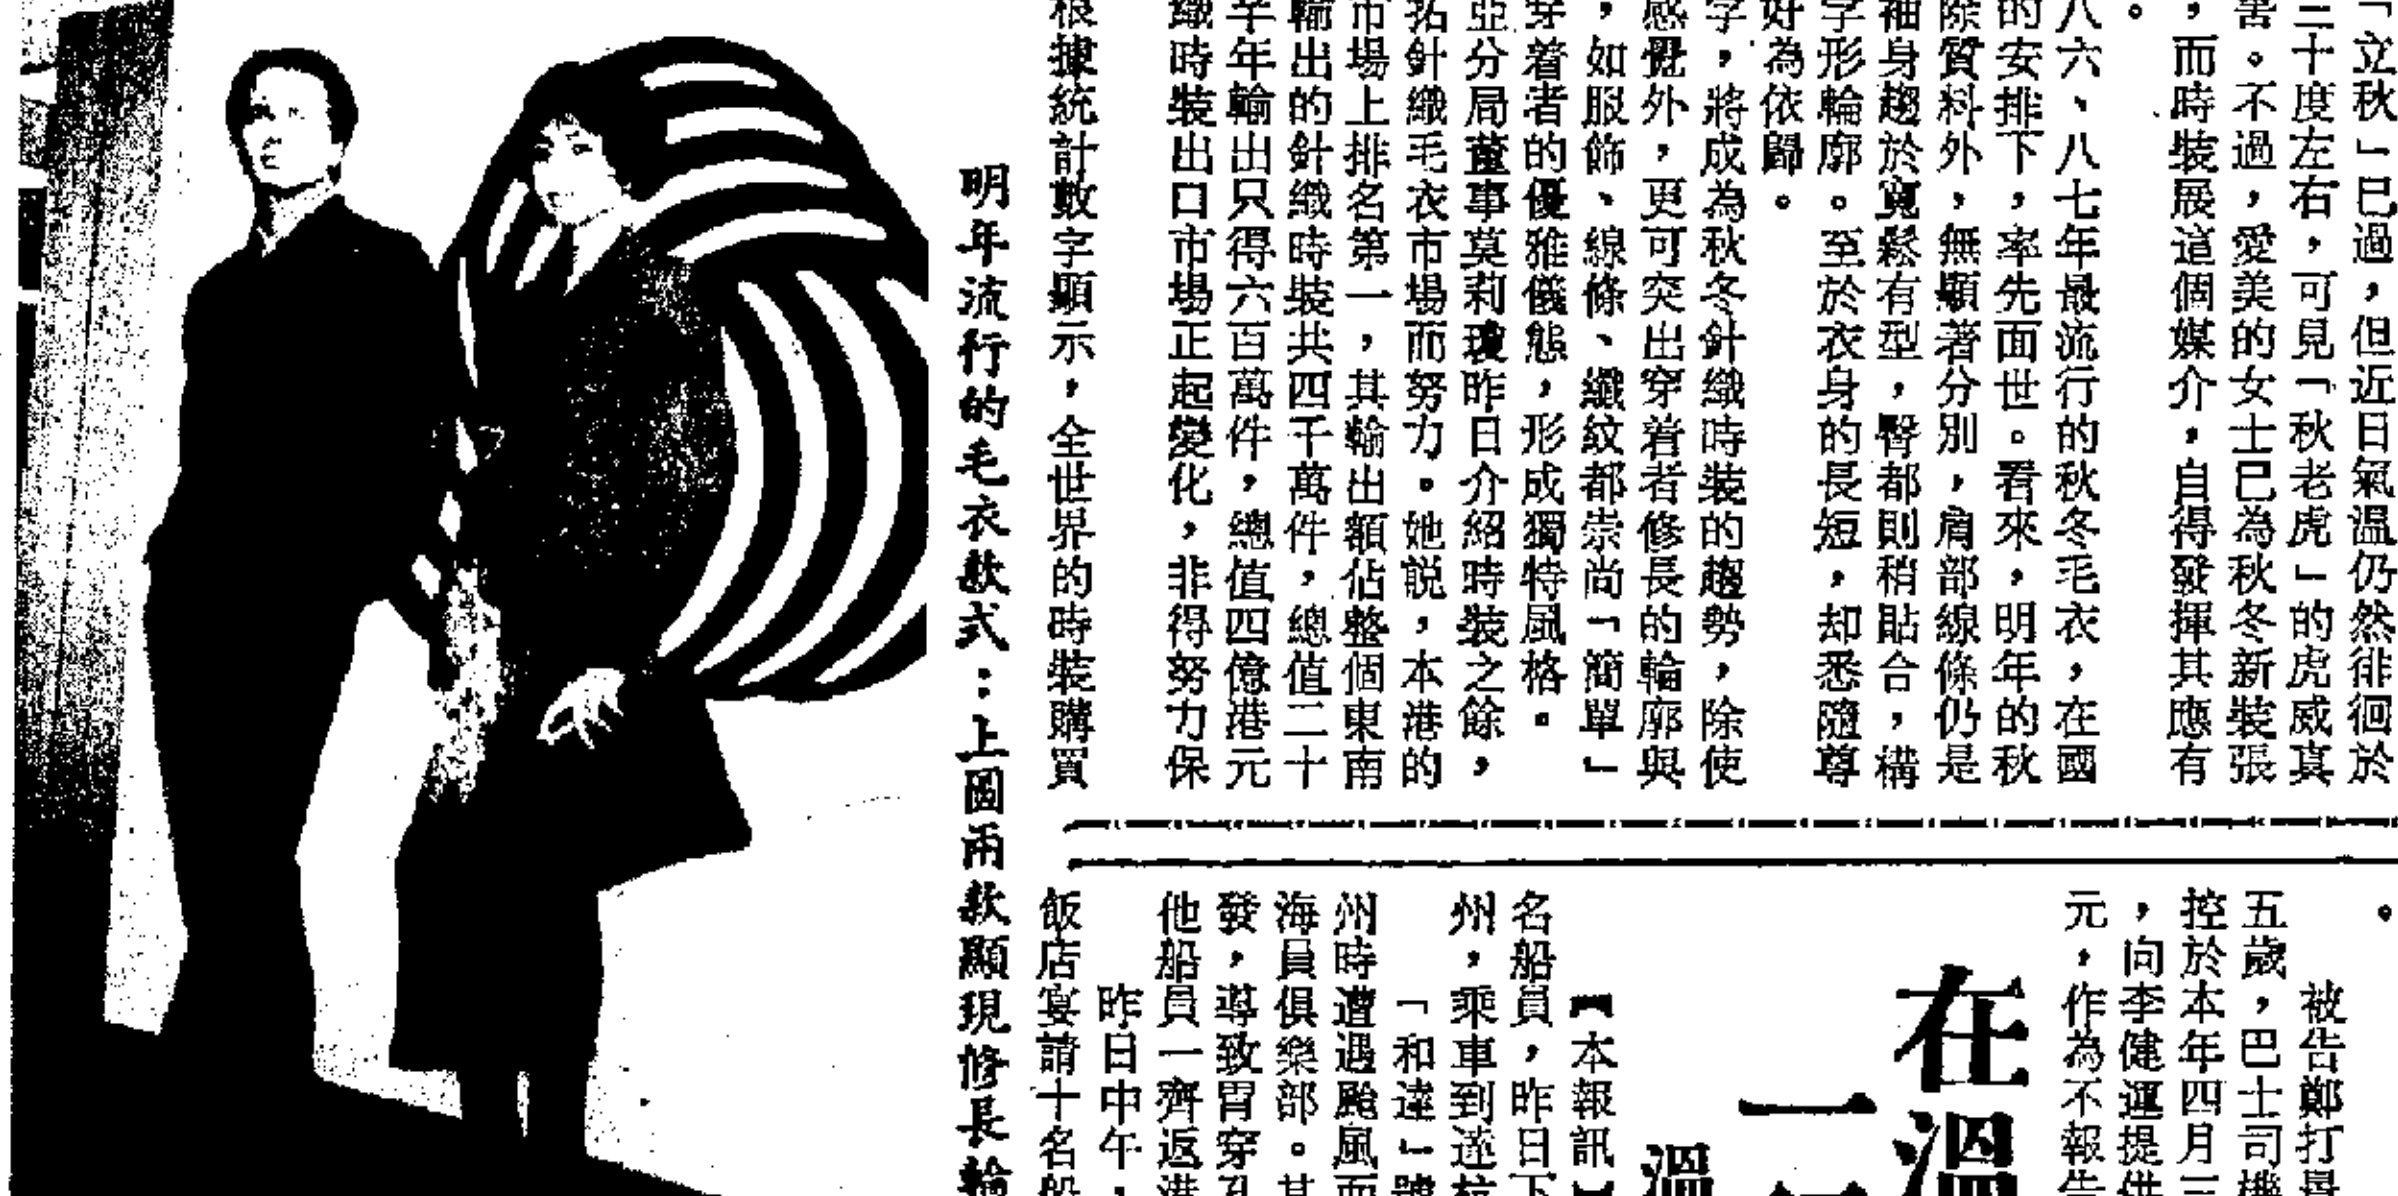 「立秋」已過，但近日氣溫仍然徘徊於
三十度左右，可見「秋老虎」的虎威真
害。不過，愛美的女士已為秋冬新裝張
，而時裝展這個媒介，自得發揮其應有
。
八六、八七年最流行的秋冬毛衣，在國
的安排下，率先面世。看來，明年的秋
除質料外，無顯著分別，肩部線條仍是
袖身趨於寬鬆有型，臀都則稍貼合，構
字形輪廓。至於衣身的長短，却悉隨尊
好為依歸。
字，將成為秋冬針織時裝的趨勢，除使
感覺外，更可突出穿着者修長的輪廓與
，如服飾、線條、纖紋都崇尚「簡單」
穿着者的優雅儀態，形成獨特風格。
亞分局董事莫莉瓊昨日介紹時裝之餘，
拓針織毛衣市場而努力。她説，本港的
市場上排名第一，其輸出額佔整個東南
輸出的針織時裝共四千萬件，總值二十
半年輸出只得六百萬件，總值四億港元
織時裝出口市場正起變化，非得努力保
根據統計數字顯示，全世界的時裝購買
明年流行的毛衣款式：上圖兩款顯現修長輪
。
被告鄭打
五歲，巴士司機
控於本年四月三
，向李健運提供
元，作為不報告
在溫
二
溫
【本報訊】
名船員，昨日下
州，乘車到達杭
「和達」號
州時遭遇颱風而
海員俱樂部。其
發，導致胃穿孔
他船員一齊返港
昨日中午，
飯店宴請十名船